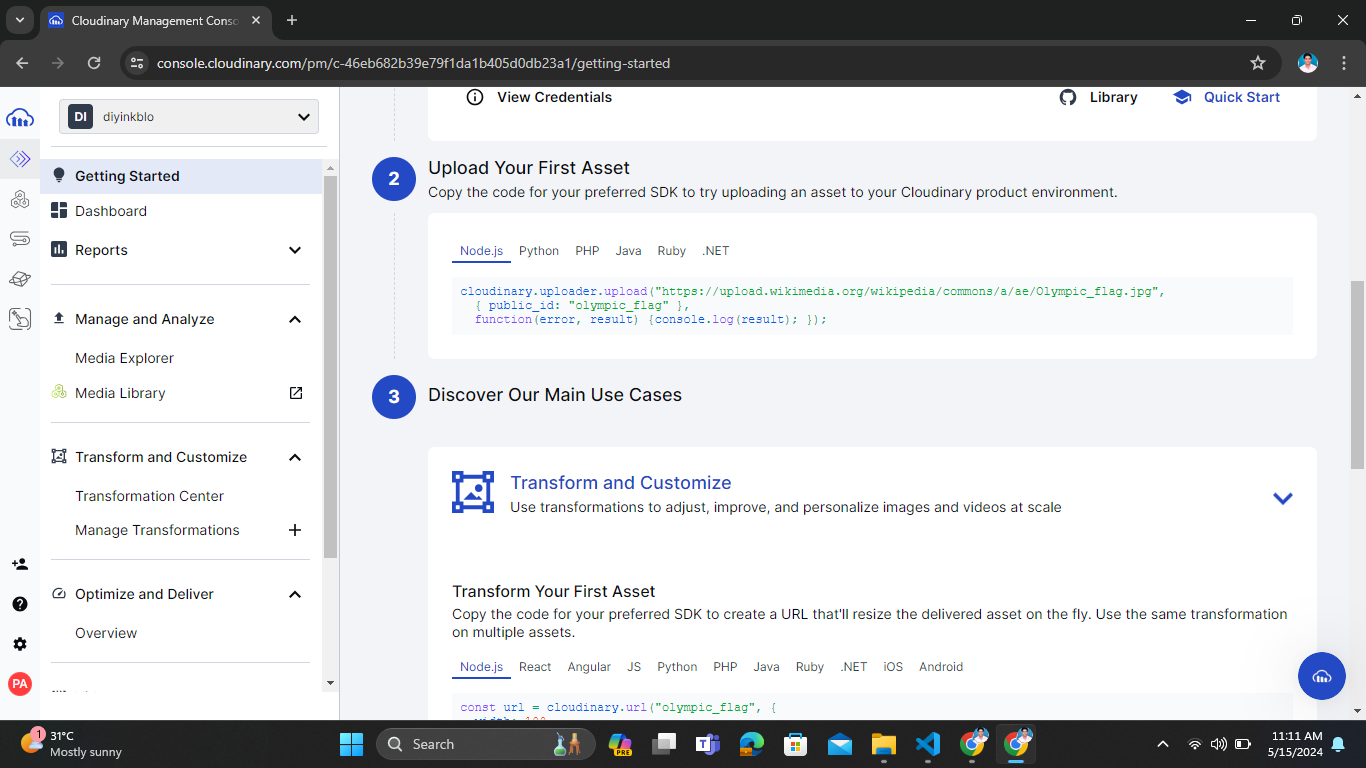 Cloudinary Management Conso
console.cloudinary.com/pm/c-46eb682b39e79f1da1b405d0db23a1/getting-started
DI diyinkblo
Getting Started
Dashboard
Reports
Manage and Analyze
Media Explorer
Media Library
Transform and Customize
Transformation Center
Manage Transformations
Optimize and Deliver
Overview
PA
View Credentials
Library
Quick Start
2
Upload Your First Asset
Copy the code for your preferred SDK to try uploading an asset to your Cloudinary product environment.
Node.js Python PHP Java Ruby .NET
cloudinary.uploader.upload("https://upload.wikimedia.org/wikipedia/commons/a/ae/Olympic_flag.jpg",
{ public_id: "olympic_flag" },
function(error, result) {console.log(result); });
3
Discover Our Main Use Cases
Transform and Customize
Use transformations to adjust, improve, and personalize images and videos at scale
Transform Your First Asset
Copy the code for your preferred SDK to create a URL that'll resize the delivered asset on the fly. Use the same transformation
on multiple assets.
Node.js React Angular JS Python PHP Java Ruby .NET iOS Android
const url = cloudinary.url("olympic_flag", {
1
31°C
Mostly sunny
Search
PRE
11:11 AM
5/15/2024